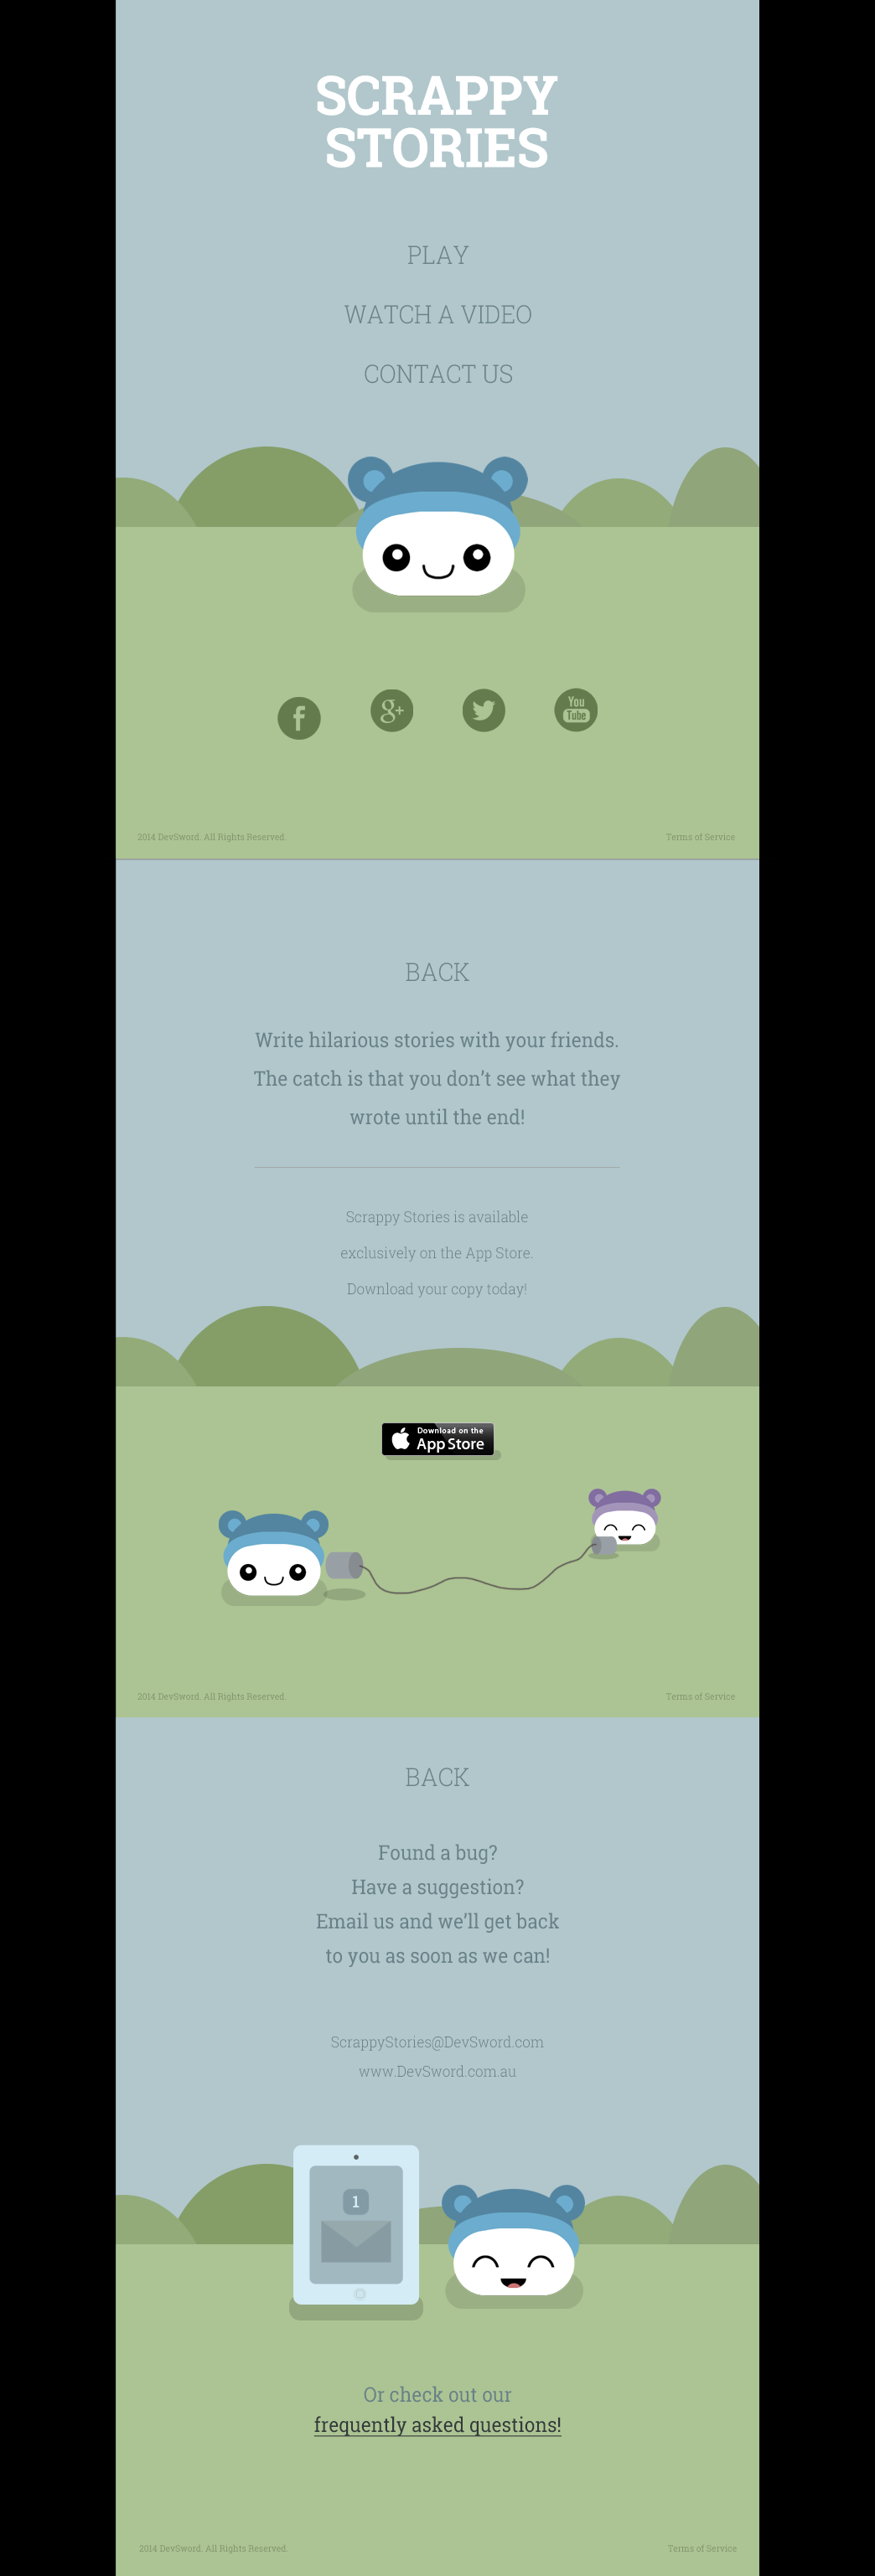 SCRAPPY
STORIES
PLAY
WATCH A VIDEO
CONTACT US
f
g+
You
Tube
2014 DevSword. All Rights Reserved.
Terms of Service
BACK
Write hilarious stories with your friends.
The catch is that you don’t see what they
wrote until the end!
Scrappy Stories is available
exclusively on the App Store.
Download your copy today!
Download on the
App Store
2014 DevSword. All Rights Reserved.
Terms of Service
BACK
Found a bug?
Have a suggestion?
Email us and we’ll get back
to you as soon as we can!
ScrappyStories@DevSword.com
www.DevSword.com.au
1
Or check out our
frequently asked questions!
2014 DevSword. All Rights Reserved.
Terms of Service